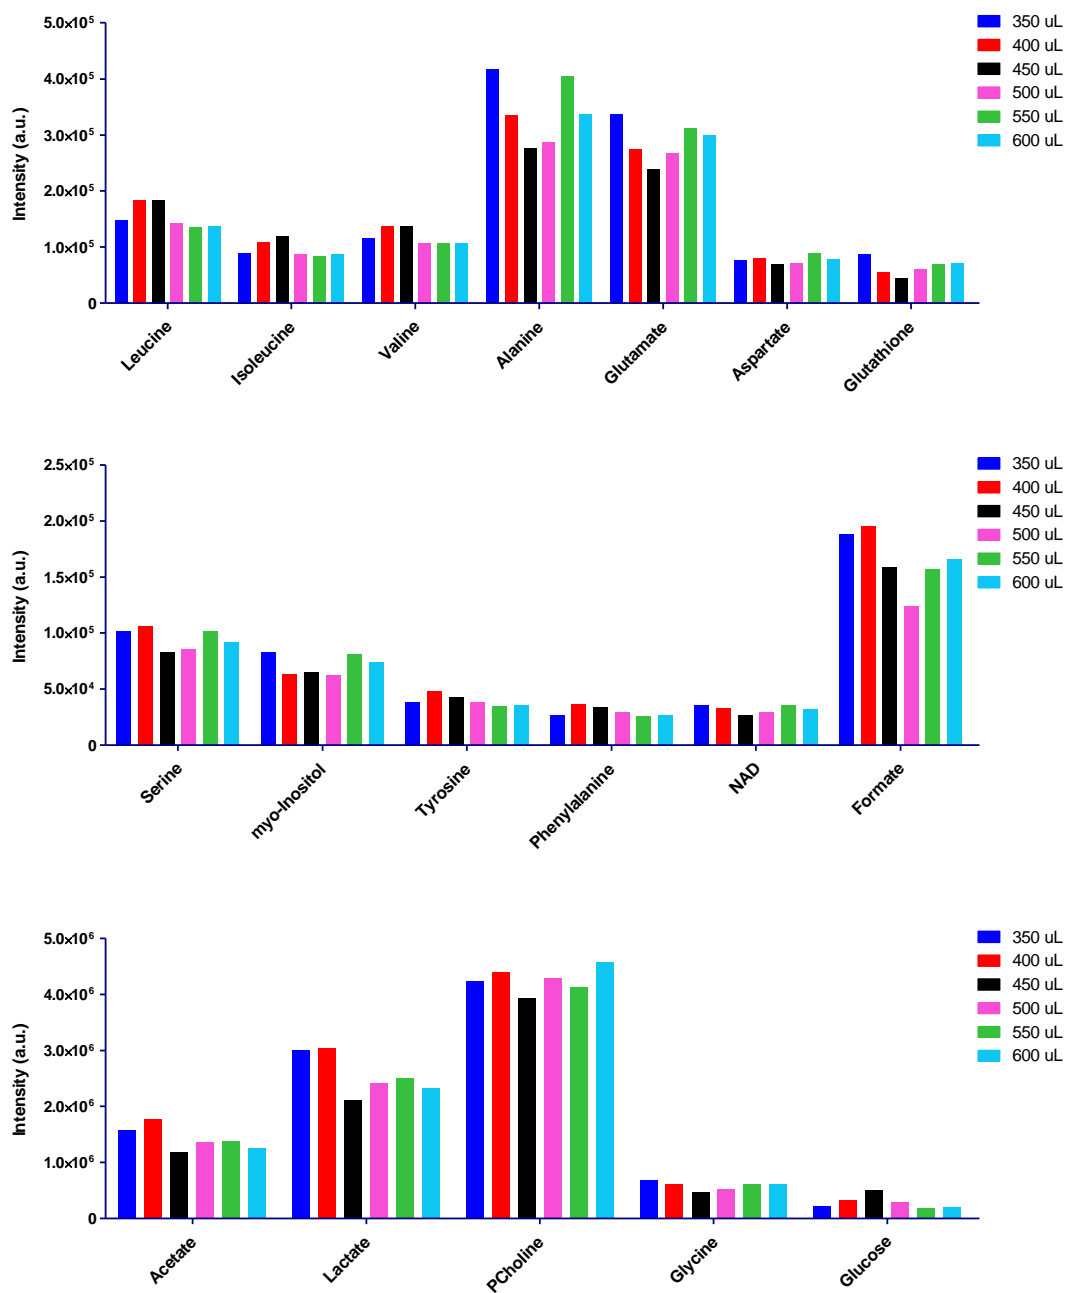 Intensity (a.u.)
5.0×10⁵
4.0×10⁵
3.0×10⁵
2.0×10⁵
1.0×10⁵
0
Leucine
Isoleucine
Valine
Alanine
Glutamate
Aspartate
Glutathione
350 uL
400 uL
450 uL
500 uL
550 uL
600 uL
Intensity (a.u.)
2.5×10⁵
2.0×10⁵
1.5×10⁵
1.0×10⁵
5.0×10⁴
0
Serine
myo-Inositol
Tyrosine
Phenylalanine
NAD
Formate
350 uL
400 uL
450 uL
500 uL
550 uL
600 uL
Intensity (a.u.)
5.0×10⁶
4.0×10⁶
3.0×10⁶
2.0×10⁶
1.0×10⁶
0
Acetate
Lactate
PCholine
Glycine
Glucose
350 uL
400 uL
450 uL
500 uL
550 uL
600 uL